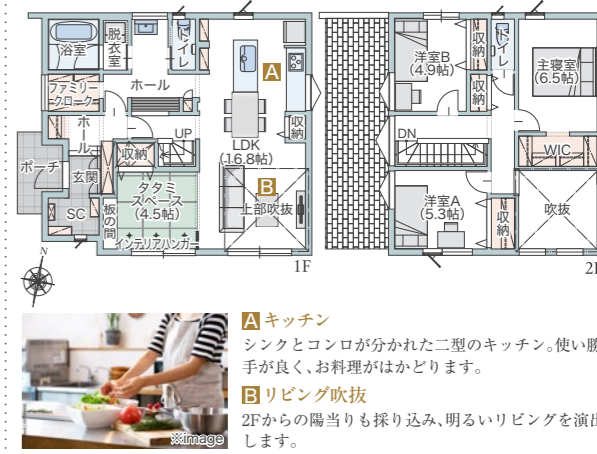 浴室
脱衣室
トイレ
A
ファミリークローク
ホール
収納
ホール
UP
LDK
(16.8帖)
ポーチ
玄関
収納
タタミ
スペース
(4.5帖)
B
上部吹抜
SC
板の間
インテリアハンガー
N
1F
洋室B
(4.9帖)
収納
トイレ
主寝室
(6.5帖)
収納
DN
WIC
洋室A
(5.3帖)
収納
吹抜
2F
A キッチン
シンクとコンロが分かれた二型のキッチン。使い勝
手が良く、お料理がはかどります。
B リビング吹抜
2Fからの陽当りも採り込み、明るいリビングを演出
します。
※image